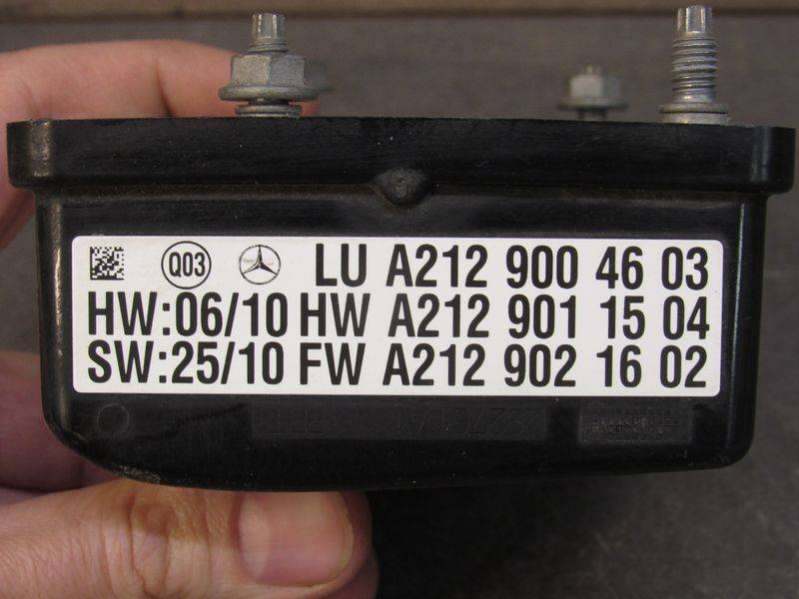 Q03 LU A212 900 46 03
HW:06/10 HW A212 901 15 04
SW:25/10 FW A212 902 16 02